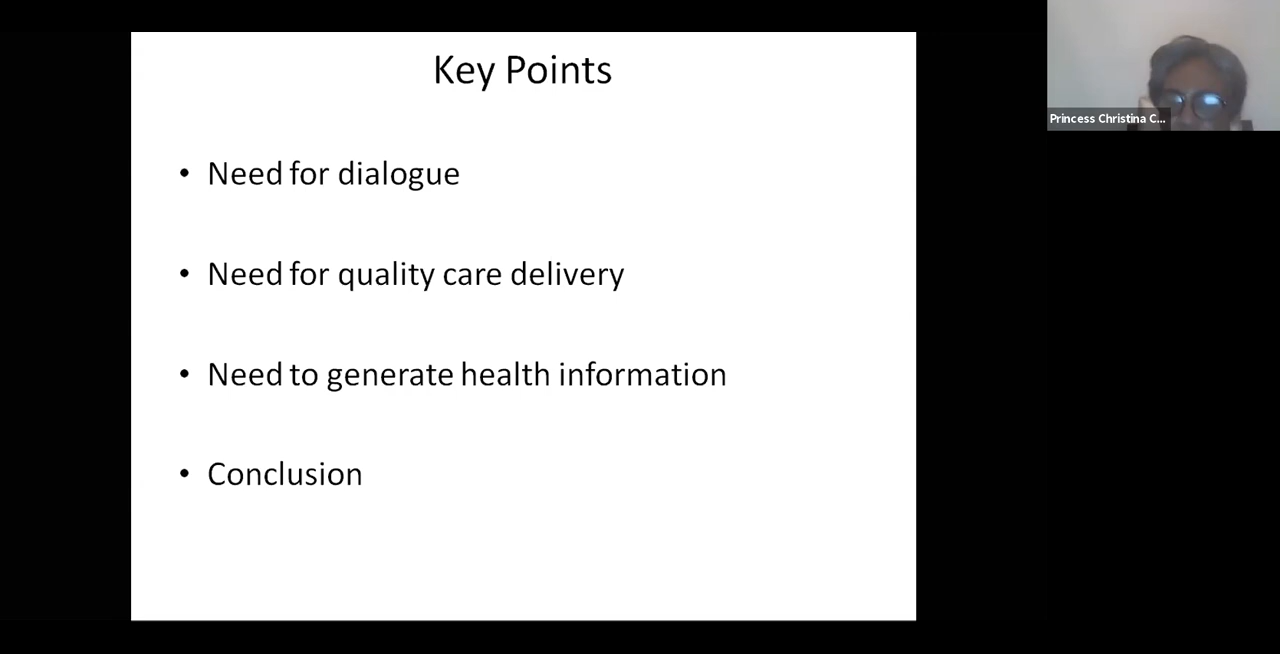 Key Points
Princess Christina C...
• Need for dialogue
• Need for quality care delivery
• Need to generate health information
• Conclusion